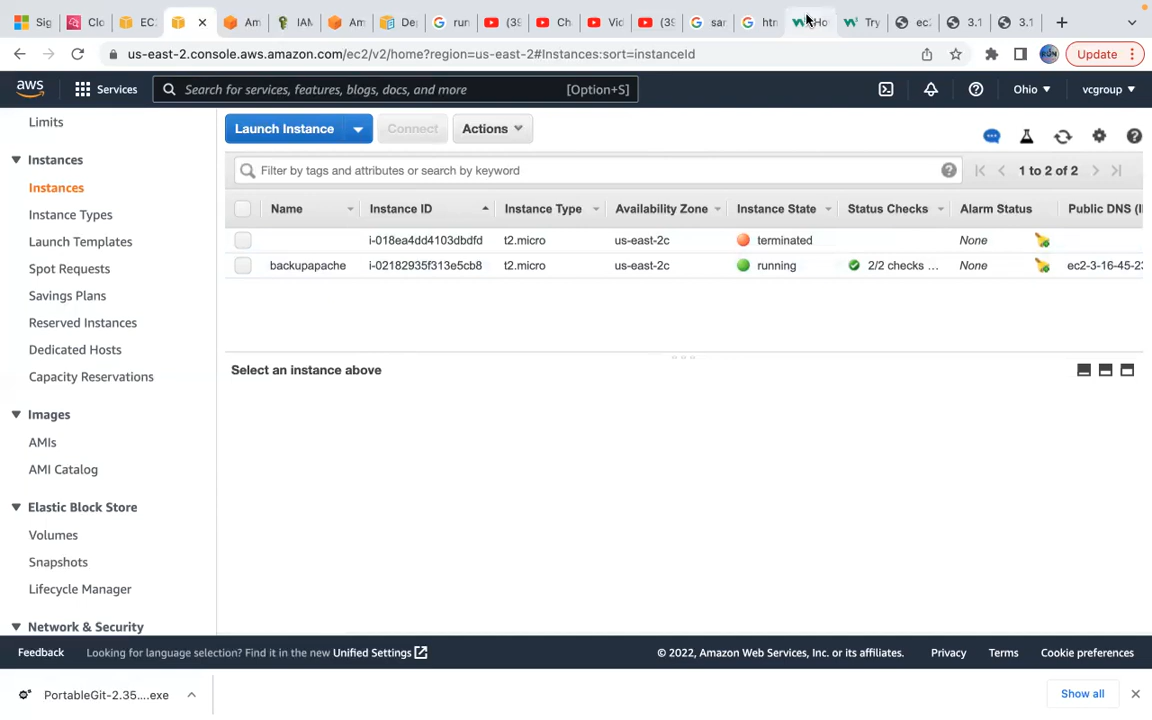 Sig
Clo
EC
Am
IAM
Am
Dep
run
(39
Ch
Vid
(39
sar
htn
Ho
Try
ec2
3.1
3.1
us-east-2.console.aws.amazon.com/ec2/v2/home?region=us-east-2#Instances:sort=instanceId
Update
aws
Services
Search for services, features, blogs, docs, and more
[Option+S]
Ohio
vcgroup
Limits
Instances
Instances
Instance Types
Launch Templates
Spot Requests
Savings Plans
Reserved Instances
Dedicated Hosts
Capacity Reservations
Images
AMIs
AMI Catalog
Elastic Block Store
Volumes
Snapshots
Lifecycle Manager
Network & Security
Launch Instance
Connect
Actions
Filter by tags and attributes or search by keyword
1 to 2 of 2
Name Instance ID Instance Type Availability Zone Instance State Status Checks Alarm Status Public DNS (I
i-018ea4dd4103dbdfd t2.micro us-east-2c terminated None
backupapache i-02182935f313e5cb8 t2.micro us-east-2c running 2/2 checks ... None ec2-3-16-45-23
Select an instance above
Feedback
Looking for language selection? Find it in the new Unified Settings
© 2022, Amazon Web Services, Inc. or its affiliates.
Privacy
Terms
Cookie preferences
PortableGit-2.35....exe
Show all